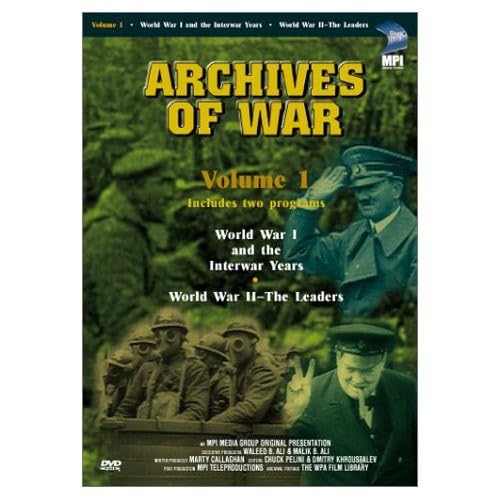 Volume 1 • World War I and the Interwar Years • World War II–The Leaders
MPI
ARCHIVES
OF WAR
Volume 1
Includes two programs
World War I
and the
Interwar Years
•
World War II–The Leaders
AN MPI MEDIA GROUP ORIGINAL PRESENTATION
EXECUTIVE PRODUCERS WALEED B. ALI & MALIK B. ALI
WRITTEN/PRODUCED MARTY CALLAGHAN EDITORS CHUCK PELINI & DMITRY KHROUSTALEV
POST PRODUCTION MPI TELEPRODUCTIONS ARCHIVAL FOOTAGE THE WPA FILM LIBRARY
DVD